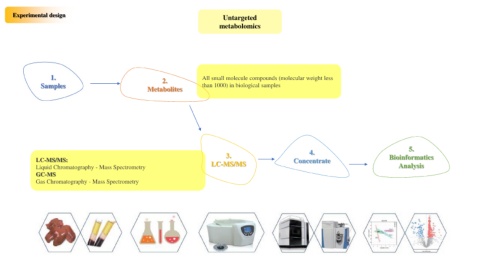 Experimental design
Untargeted
metabolomics
1.
Samples
2.
Metabolites
All small molecule compounds (molecular weight less
than 1000) in biological samples
3.
LC-MS/MS
4.
Concentrate
5.
Bioinformatics
Analysis
LC-MS/MS:
Liquid Chromatography - Mass Spectrometry
GC-MS
Gas Chromatography - Mass Spectrometry